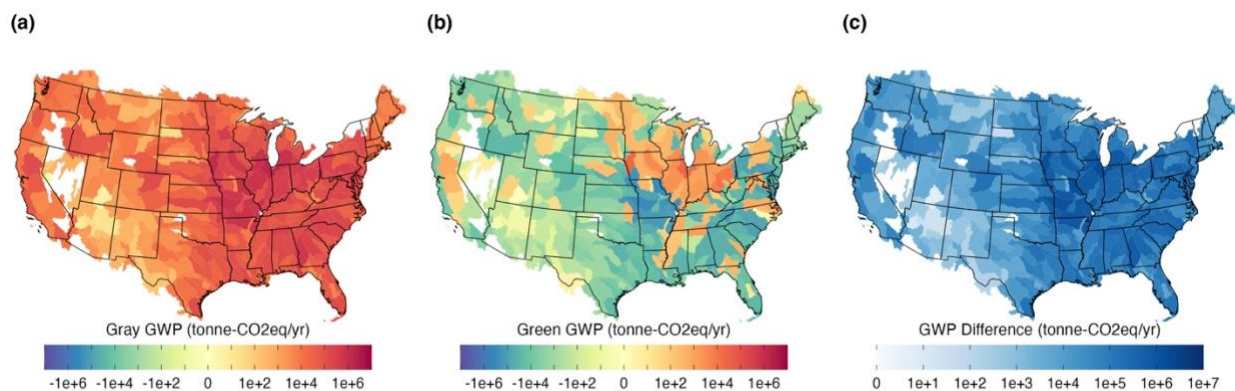 (a)
(b)
(c)
Gray GWP (tonne-CO2eq/yr)
Green GWP (tonne-CO2eq/yr)
GWP Difference (tonne-CO2eq/yr)
-1e+6 -1e+4 -1e+2 0 1e+2 1e+4 1e+6
-1e+6 -1e+4 -1e+2 0 1e+2 1e+4 1e+6
0 1e+1 1e+2 1e+3 1e+4 1e+5 1e+6 1e+7